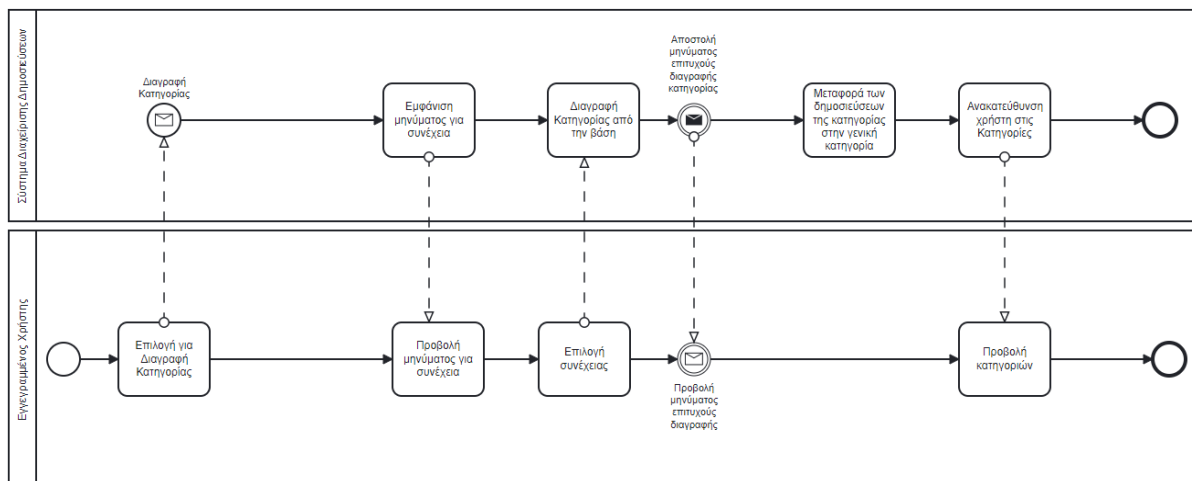 Σύστημα Διαχείρισης Δημοσιεύσεων
Διαγραφή
Κατηγορίας
Εμφάνιση
μηνύματος για
συνέχεια
Διαγραφή
Κατηγορίας από
την βάση
Αποστολή
μηνύματος
επιτυχούς
διαγραφής
κατηγορίας
Μεταφορά των
δημοσιεύσεων
της κατηγορίας
στην γενική
κατηγορία
Ανακατεύθυνση
χρήστη στις
Κατηγορίες
Εγγεγραμμένος Χρήστης
Επιλογή για
Διαγραφή
Κατηγορίας
Προβολή
μηνύματος για
συνέχεια
Επιλογή
συνέχειας
Προβολή
μηνύματος
επιτυχούς
διαγραφής
Προβολή
κατηγοριών